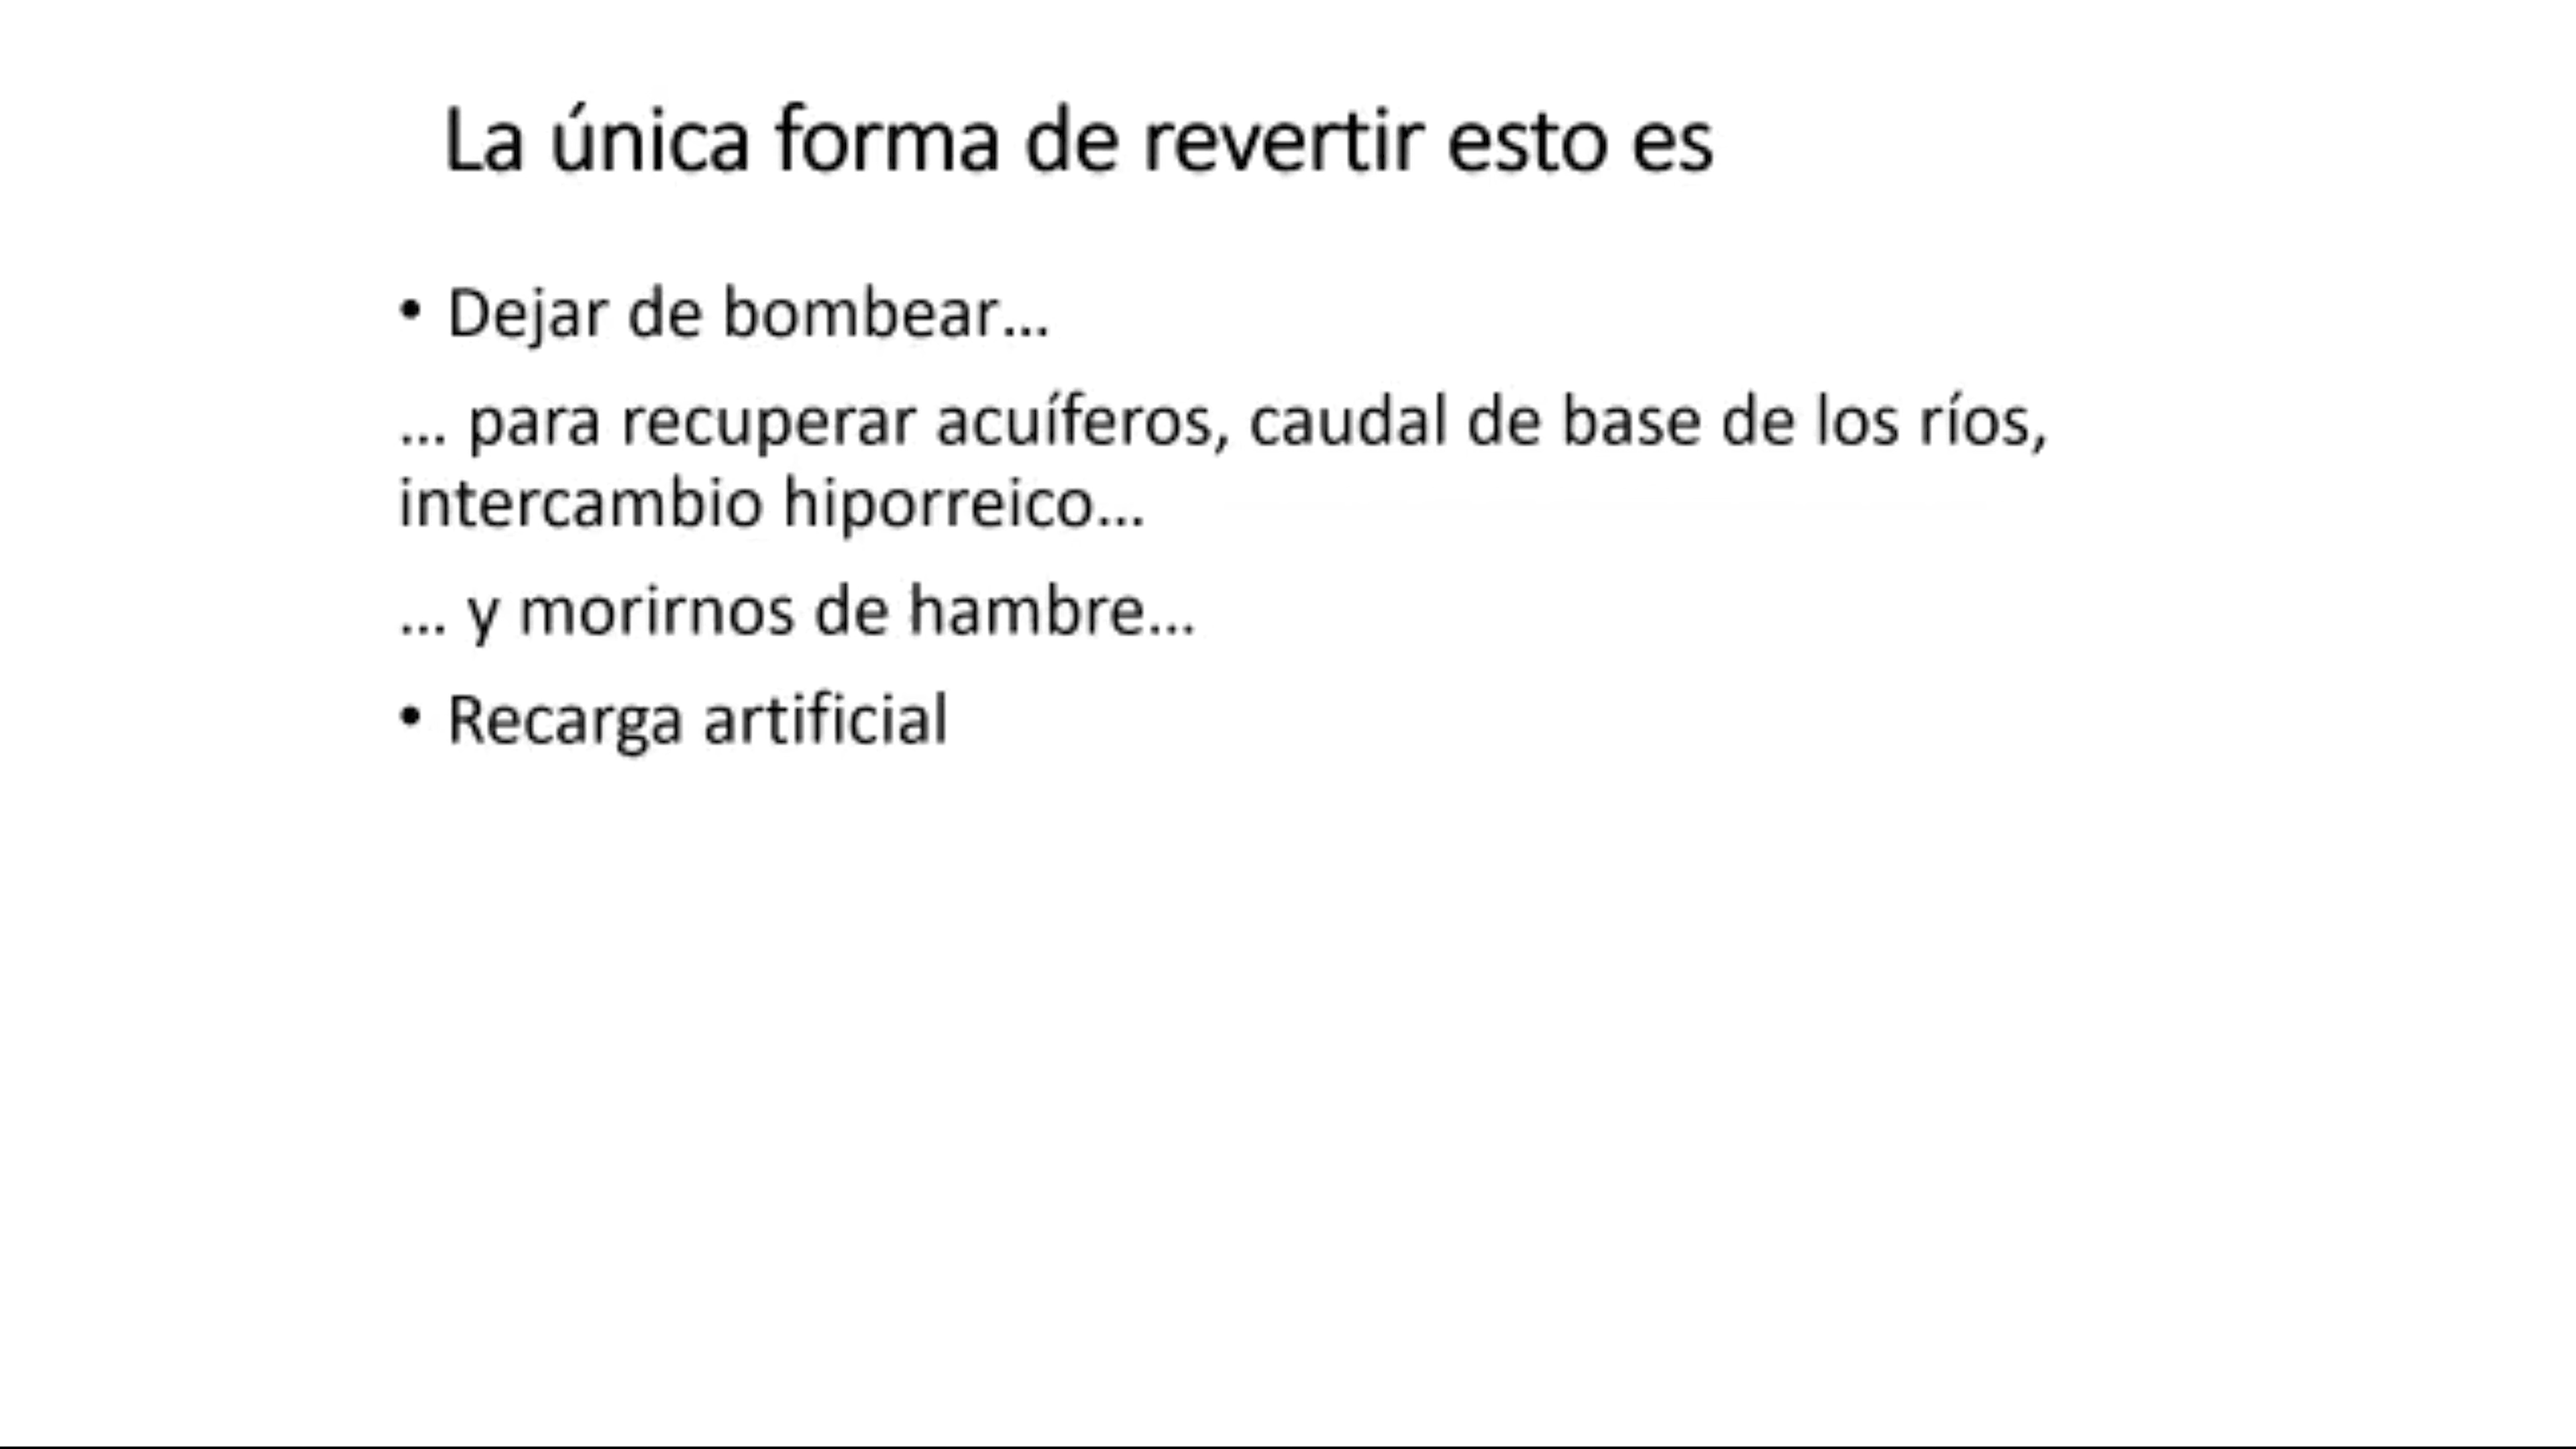 La única forma de revertir esto es
• Dejar de bombear...
... para recuperar acuíferos, caudal de base de los ríos,
intercambio hiporreico...
... y morirnos de hambre...
• Recarga artificial